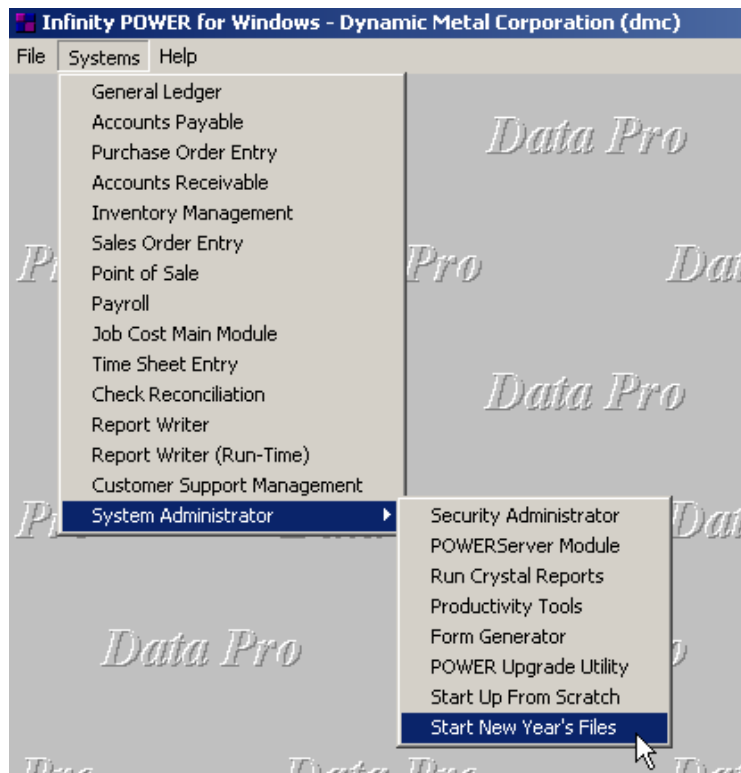 Infinity POWER for Windows - Dynamic Metal Corporation (dmc)
File Systems Help
General Ledger
Accounts Payable
Purchase Order Entry
Accounts Receivable
Inventory Management
Sales Order Entry
Point of Sale
Payroll
Job Cost Main Module
Time Sheet Entry
Check Reconciliation
Report Writer
Report Writer (Run-Time)
Customer Support Management
System Administrator
Security Administrator
POWERServer Module
Run Crystal Reports
Productivity Tools
Form Generator
POWER Upgrade Utility
Start Up From Scratch
Start New Year's Files
Data Pro
Pro
Data Pro
Data Pro